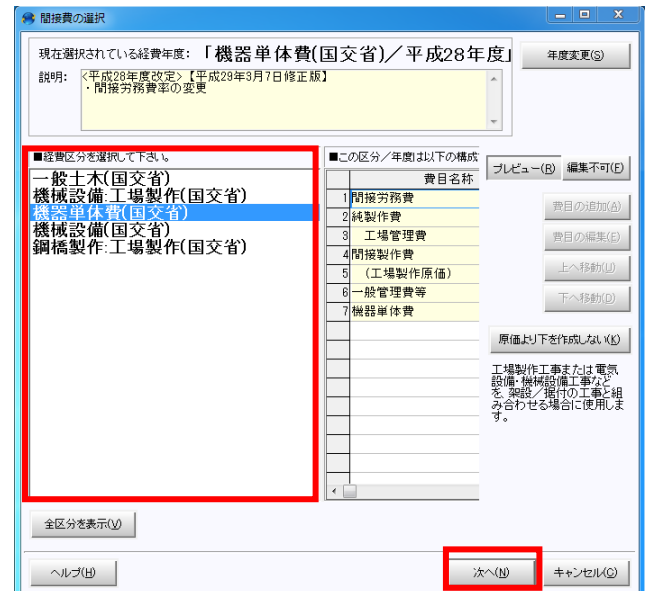 間接費の選択
現在選択されている経費年度：「機器単体費(国交省)／平成28年度」
年度変更(S)
説明：
<平成28年度改定>【平成29年3月7日修正版】
・間接労務費率の変更
■経費区分を選択して下さい。
一般土木(国交省)
機械設備:工場製作(国交省)
機器単体費(国交省)
機械設備(国交省)
鋼橋製作:工場製作(国交省)
■この区分／年度は以下の構成
費目名称
1 間接労務費
2 純製作費
3 工場管理費
4 間接製作費
5 (工場製作原価)
6 一般管理費等
7 機器単体費
プレビュー(R)
編集不可(F)
費目の追加(A)
費目の編集(E)
上へ移動(U)
下へ移動(D)
原価より下を作成しない(K)
工場製作工事または電気
設備・機械設備工事など
を、架設／据付の工事と組
み合わせる場合に使用しま
す。
全区分を表示(V)
ヘルプ(H)
次へ(N)
キャンセル(C)